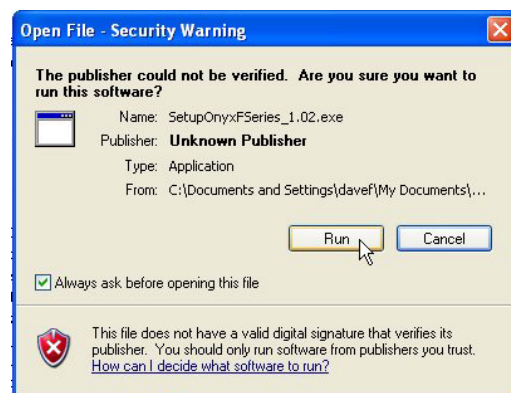 Open File - Security Warning
The publisher could not be verified.  Are you sure you want to
run this software?
Name: SetupOnyxFSeries_1.02.exe
Publisher: Unknown Publisher
Type: Application
From: C:\Documents and Settings\davef\My Documents\...
Run Cancel
Always ask before opening this file
This file does not have a valid digital signature that verifies its
publisher.  You should only run software from publishers you trust.
How can I decide what software to run?